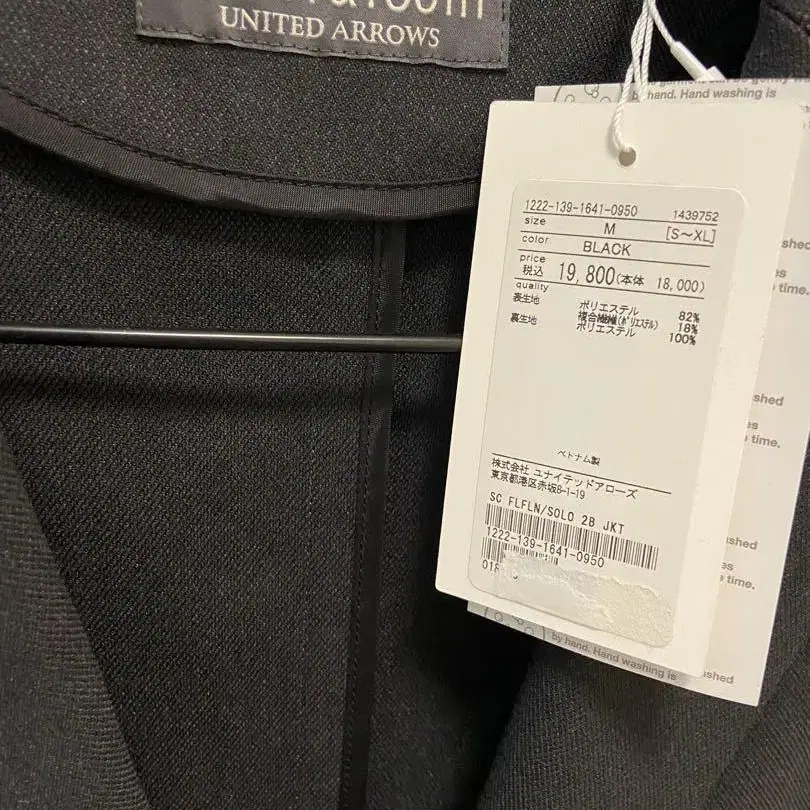 UNITED ARROWS
by hand. Hand washing is
1222-139-1641-0950 1439752
size M [S～XL]
color BLACK
price
税込 19,800(本体 18,000)
quality
表生地 ポリエステル 82%
複合繊維(ﾎﾟﾘｴｽﾃﾙ) 18%
裏生地 ポリエステル 100%
ベトナム製
株式会社 ユナイテッドアローズ
東京都港区赤坂8-1-19
SC FLFLN/SOLO 2B JKT
1222-139-1641-0950
time.
time.
time.
by hand. Hand washing is